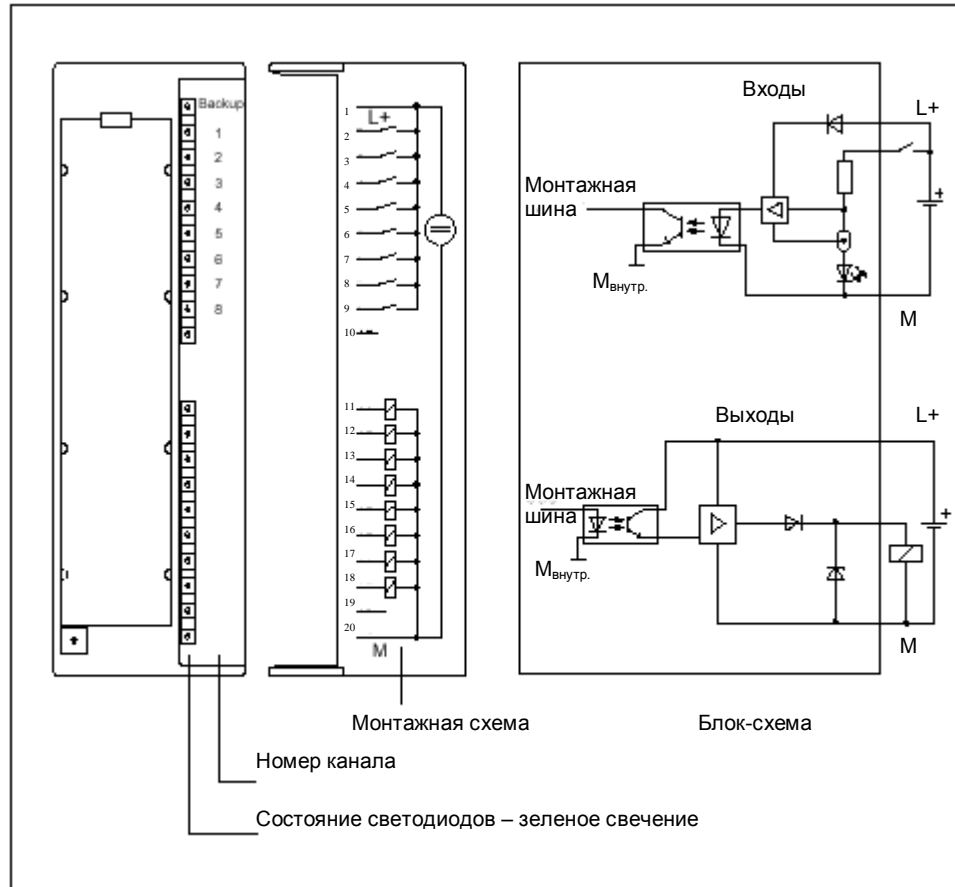 Backup
1
2
3
4
5
6
7
8
1
L+
2
3
4
5
6
7
8
9
10
11
12
13
14
15
16
17
18
19
20
M
Входы
L+
Монтажная
шина
Mвнутр.
M
Выходы
L+
Монтажная
шина
Mвнутр.
M
Монтажная схема
Блок-схема
Номер канала
Состояние светодиодов – зеленое свечение